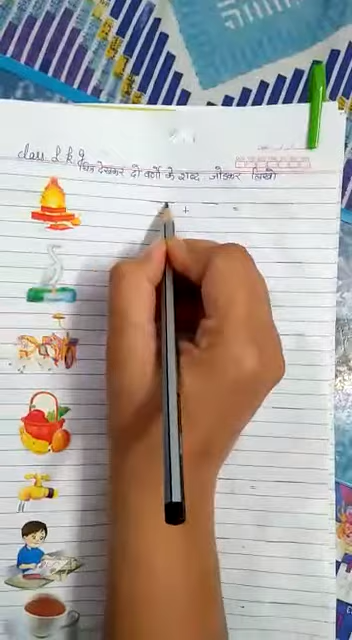 class L.K.g
चित्र देखकर दो वर्णों के शब्द जोड़कर लिखो
+ =